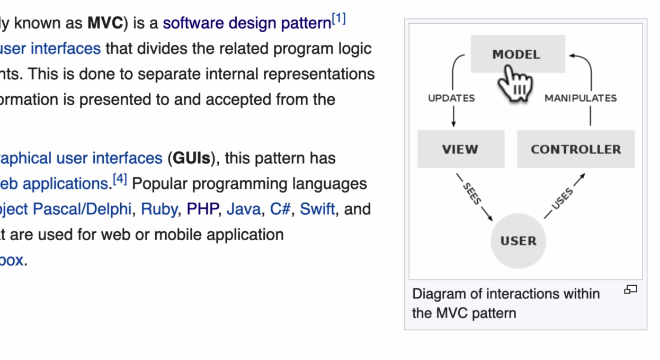 ly known as MVC) is a software design pattern[1]
user interfaces that divides the related program logic
nts. This is done to separate internal representations
ormation is presented to and accepted from the
aphical user interfaces (GUIs), this pattern has
eb applications.[4] Popular programming languages
bject Pascal/Delphi, Ruby, PHP, Java, C#, Swift, and
at are used for web or mobile application
box.
MODEL
UPDATES
MANIPULATES
VIEW
CONTROLLER
SEES
USES
USER
Diagram of interactions within
the MVC pattern